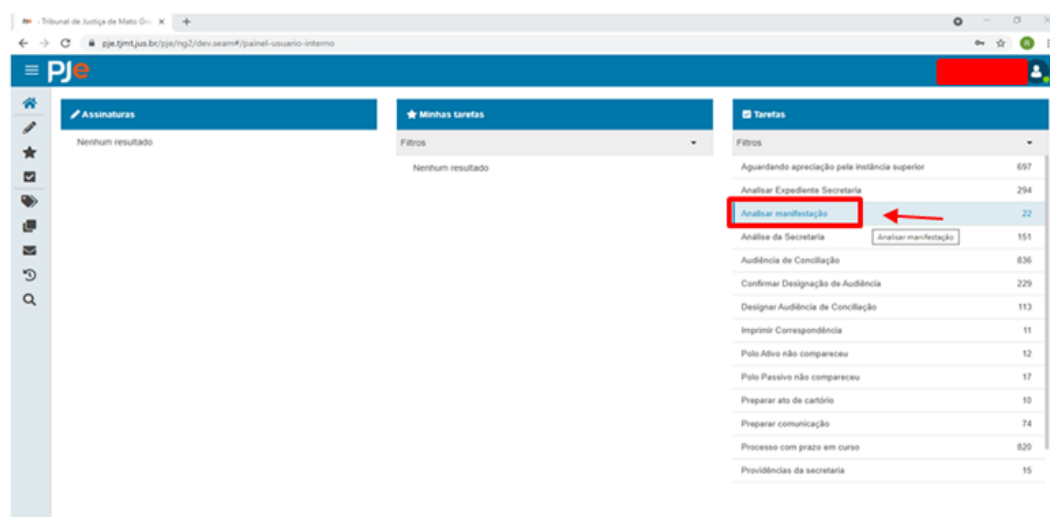 - Tribunal de Justiça de Mato Gro
pje.tjmt.jus.br/pje/ng2/dev.seam#/painel-usuario-interno
PJe
Assinaturas
Nenhum resultado
Minhas tarefas
Filtros
Nenhum resultado
Tarefas
Filtros
Aguardando apreciação pela instância superior 697
Analisar Expediente Secretaria 294
Analisar manifestação 22
Análise da Secretaria 151
Analisar manifestação
Audiência de Conciliação 836
Confirmar Designação de Audiência 229
Designar Audiência de Conciliação 113
Imprimir Correspondência 11
Polo Ativo não compareceu 12
Polo Passivo não compareceu 17
Preparar ato de cartório 10
Preparar comunicação 74
Processo com prazo em curso 820
Providências da secretaria 15